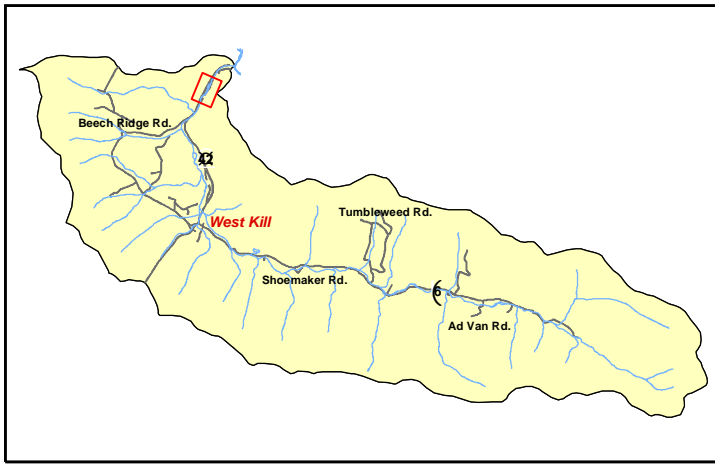 Beech Ridge Rd.
42
West Kill
Tumbleweed Rd.
Shoemaker Rd.
6
Ad Van Rd.